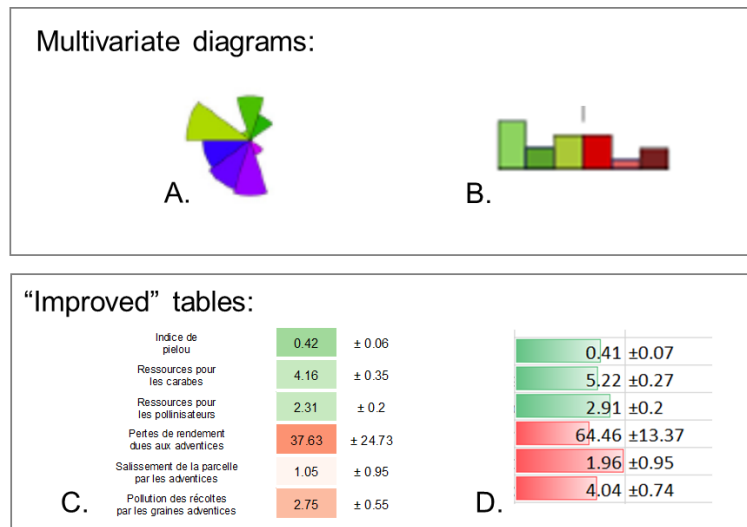 Multivariate diagrams:
A.
B.
“Improved” tables:
Indice de
pielou
0.42 ± 0.06
Ressources pour
les carabes
4.16 ± 0.35
Ressources pour
les pollinisateurs
2.31 ± 0.2
Pertes de rendement
dues aux adventices
37.63 ± 24.73
Salissement de la parcelle
par les adventices
1.05 ± 0.95
Pollution des récoltes
par les graines adventices
2.75 ± 0.55
C.
0.41 ±0.07
5.22 ±0.27
2.91 ±0.2
64.46 ±13.37
1.96 ±0.95
4.04 ±0.74
D.